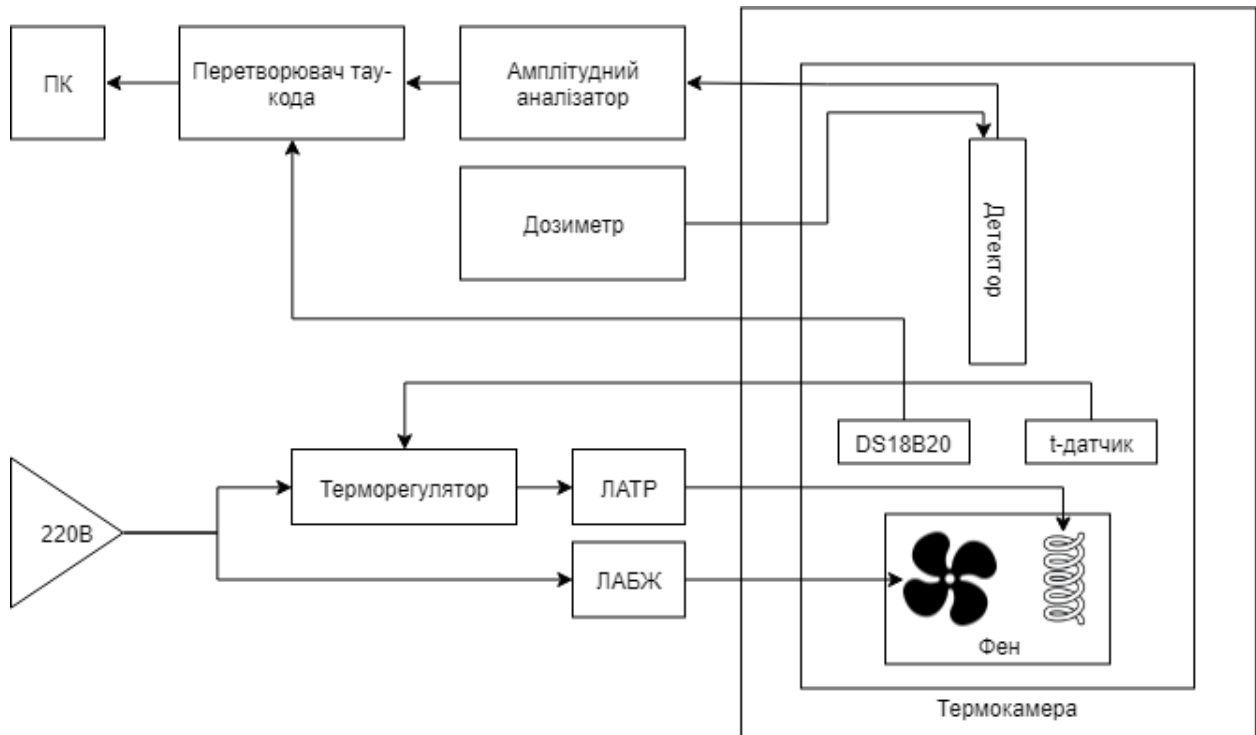 ПК
Перетворювач тау-
кода
Амплітудний
аналізатор
Дозиметр
Детектор
DS18B20
t-датчик
220В
Терморегулятор
ЛАТР
ЛАБЖ
Фен
Термокамера